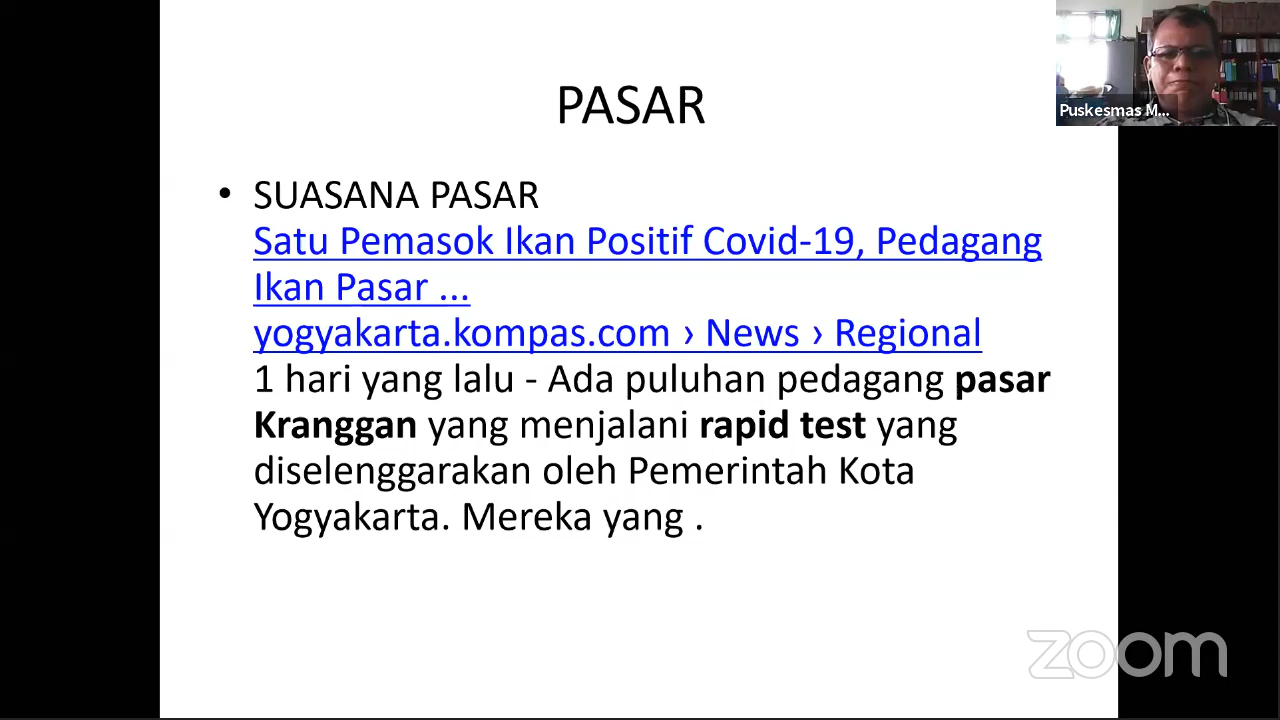 PASAR
Puskesmas M...
• SUASANA PASAR
Satu Pemasok Ikan Positif Covid-19, Pedagang
Ikan Pasar ...
yogyakarta.kompas.com › News › Regional
1 hari yang lalu - Ada puluhan pedagang pasar
Kranggan yang menjalani rapid test yang
diselenggarakan oleh Pemerintah Kota
Yogyakarta. Mereka yang .
zoom